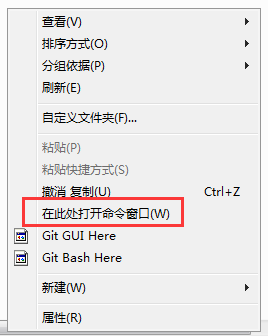 查看(V)
排序方式(O)
分组依据(P)
刷新(E)
自定义文件夹(F)...
粘贴(P)
粘贴快捷方式(S)
撤消 复制(U) Ctrl+Z
在此处打开命令窗口(W)
Git GUI Here
Git Bash Here
新建(W)
属性(R)